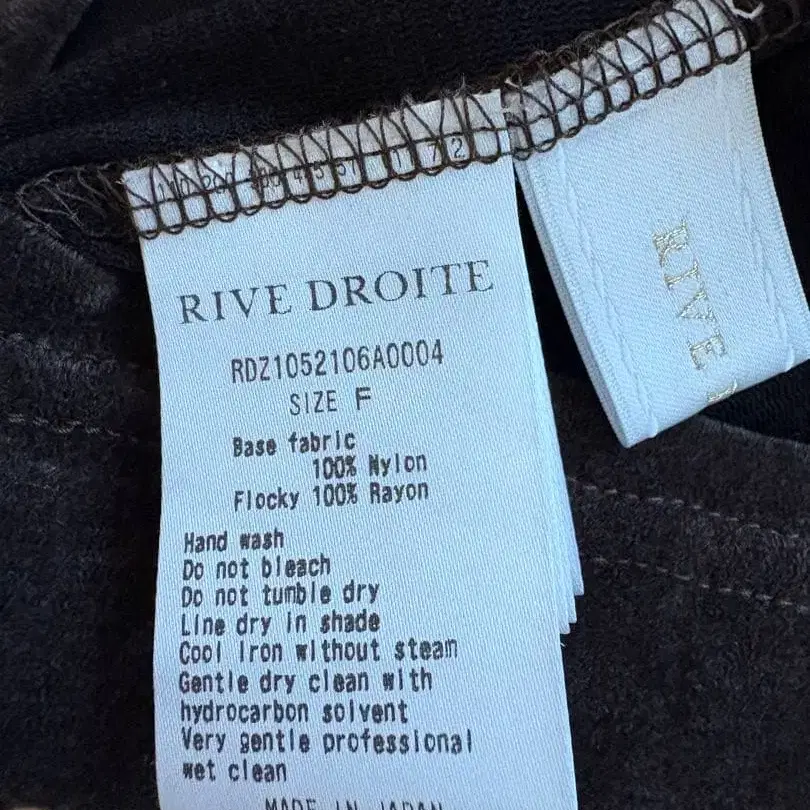 RIVE DROITE
RDZ1052106A0004
SIZE F
Base fabric
100% Nylon
Flocky 100% Rayon
Hand wash
Do not bleach
Do not tumble dry
Line dry in shade
Cool iron without steam
Gentle dry clean with
hydrocarbon solvent
Very gentle professional
wet clean
MADE IN JAPAN
RIVE